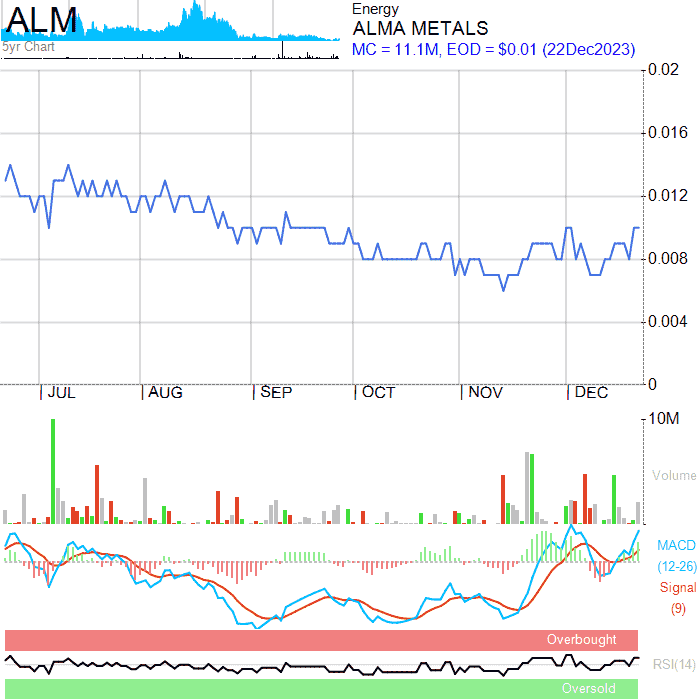 ALM
5yr Chart
Energy
ALMA METALS
MC = 11.1M, EOD = $0.01 (22Dec2023)
0.02
0.016
0.012
0.008
0.004
0
JUL AUG SEP OCT NOV DEC
10M
Volume
MACD
(12-26)
Signal
(9)
Overbought
RSI(14)
Oversold